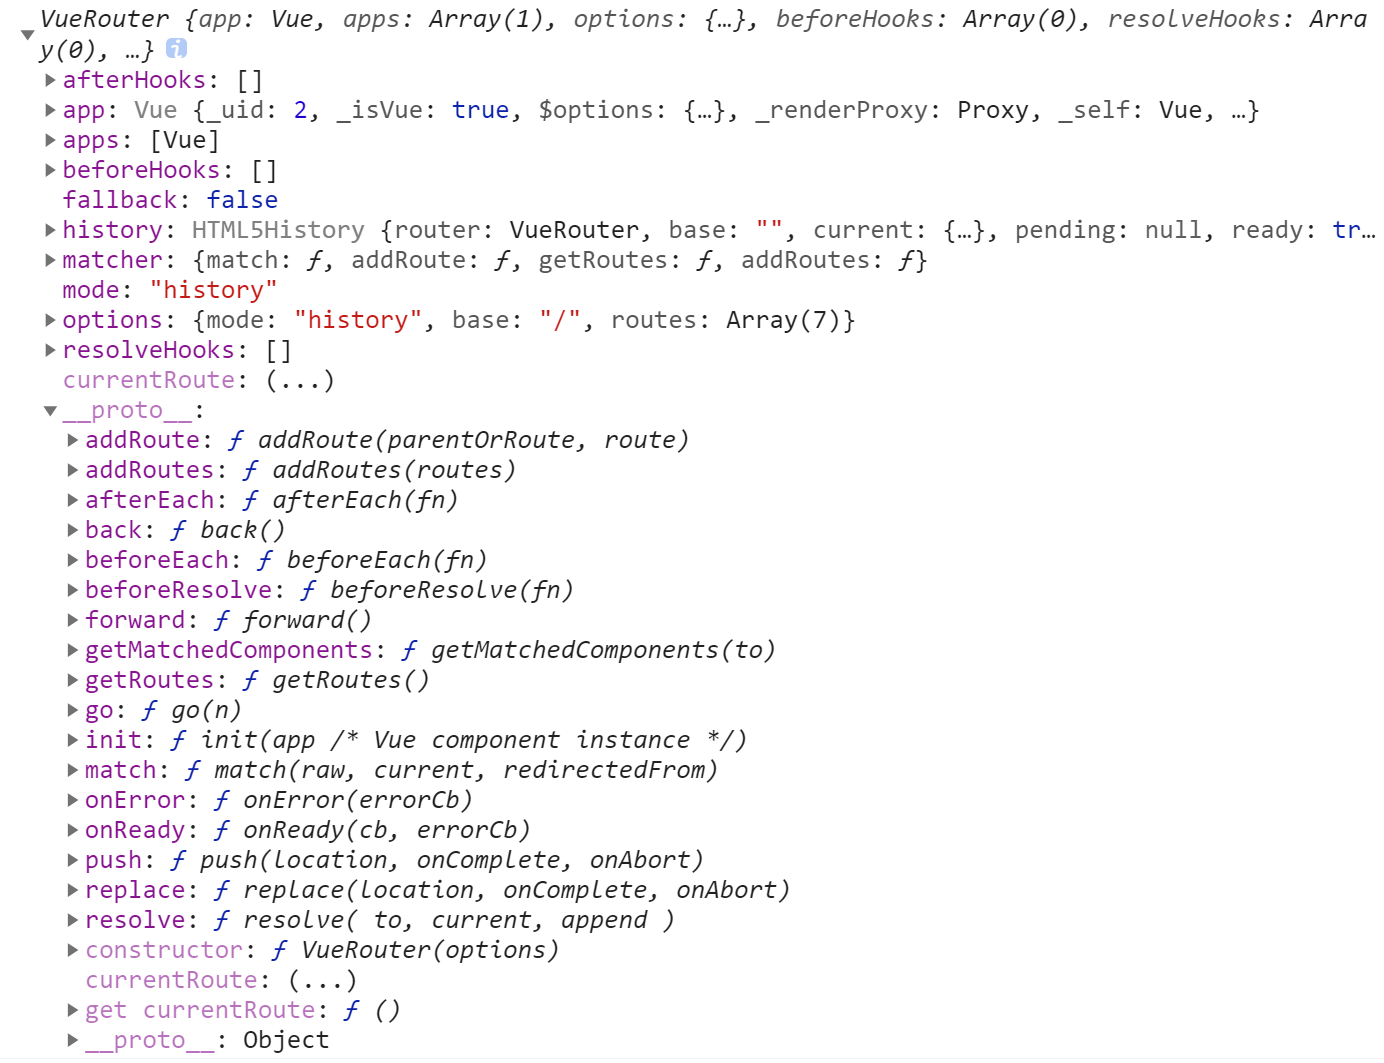 VueRouter {app: Vue, apps: Array(1), options: {…}, beforeHooks: Array(0), resolveHooks: Arra
y(0), …} i
afterHooks: []
app: Vue {_uid: 2, _isVue: true, $options: {…}, _renderProxy: Proxy, _self: Vue, …}
apps: [Vue]
beforeHooks: []
fallback: false
history: HTML5History {router: VueRouter, base: "", current: {…}, pending: null, ready: tr…
matcher: {match: ƒ, addRoute: ƒ, getRoutes: ƒ, addRoutes: ƒ}
mode: "history"
options: {mode: "history", base: "/", routes: Array(7)}
resolveHooks: []
currentRoute: (...)
__proto__:
addRoute: ƒ addRoute(parentOrRoute, route)
addRoutes: ƒ addRoutes(routes)
afterEach: ƒ afterEach(fn)
back: ƒ back()
beforeEach: ƒ beforeEach(fn)
beforeResolve: ƒ beforeResolve(fn)
forward: ƒ forward()
getMatchedComponents: ƒ getMatchedComponents(to)
getRoutes: ƒ getRoutes()
go: ƒ go(n)
init: ƒ init(app /* Vue component instance */)
match: ƒ match(raw, current, redirectedFrom)
onError: ƒ onError(errorCb)
onReady: ƒ onReady(cb, errorCb)
push: ƒ push(location, onComplete, onAbort)
replace: ƒ replace(location, onComplete, onAbort)
resolve: ƒ resolve( to, current, append )
constructor: ƒ VueRouter(options)
currentRoute: (...)
get currentRoute: ƒ ()
__proto__: Object